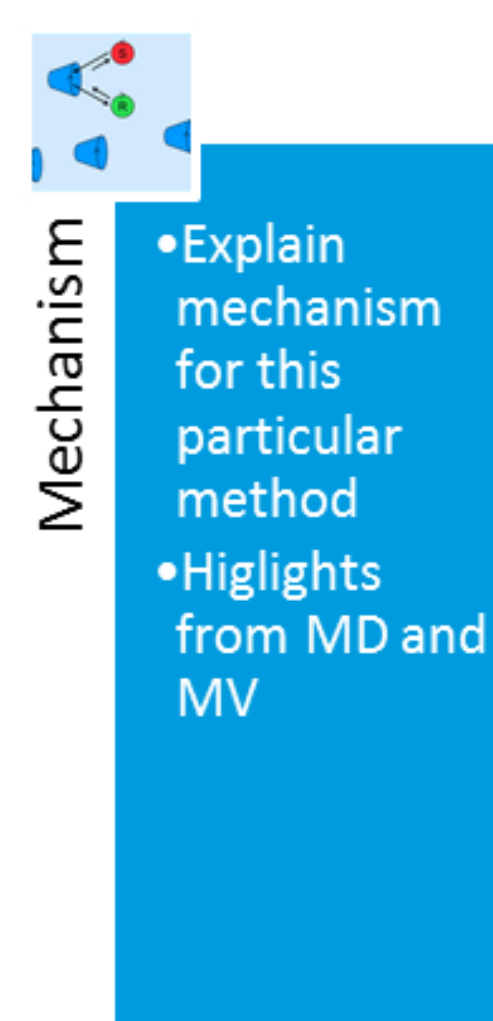 S
R
Mechanism
•Explain
mechanism
for this
particular
method
•Higlights
from MD and
MV